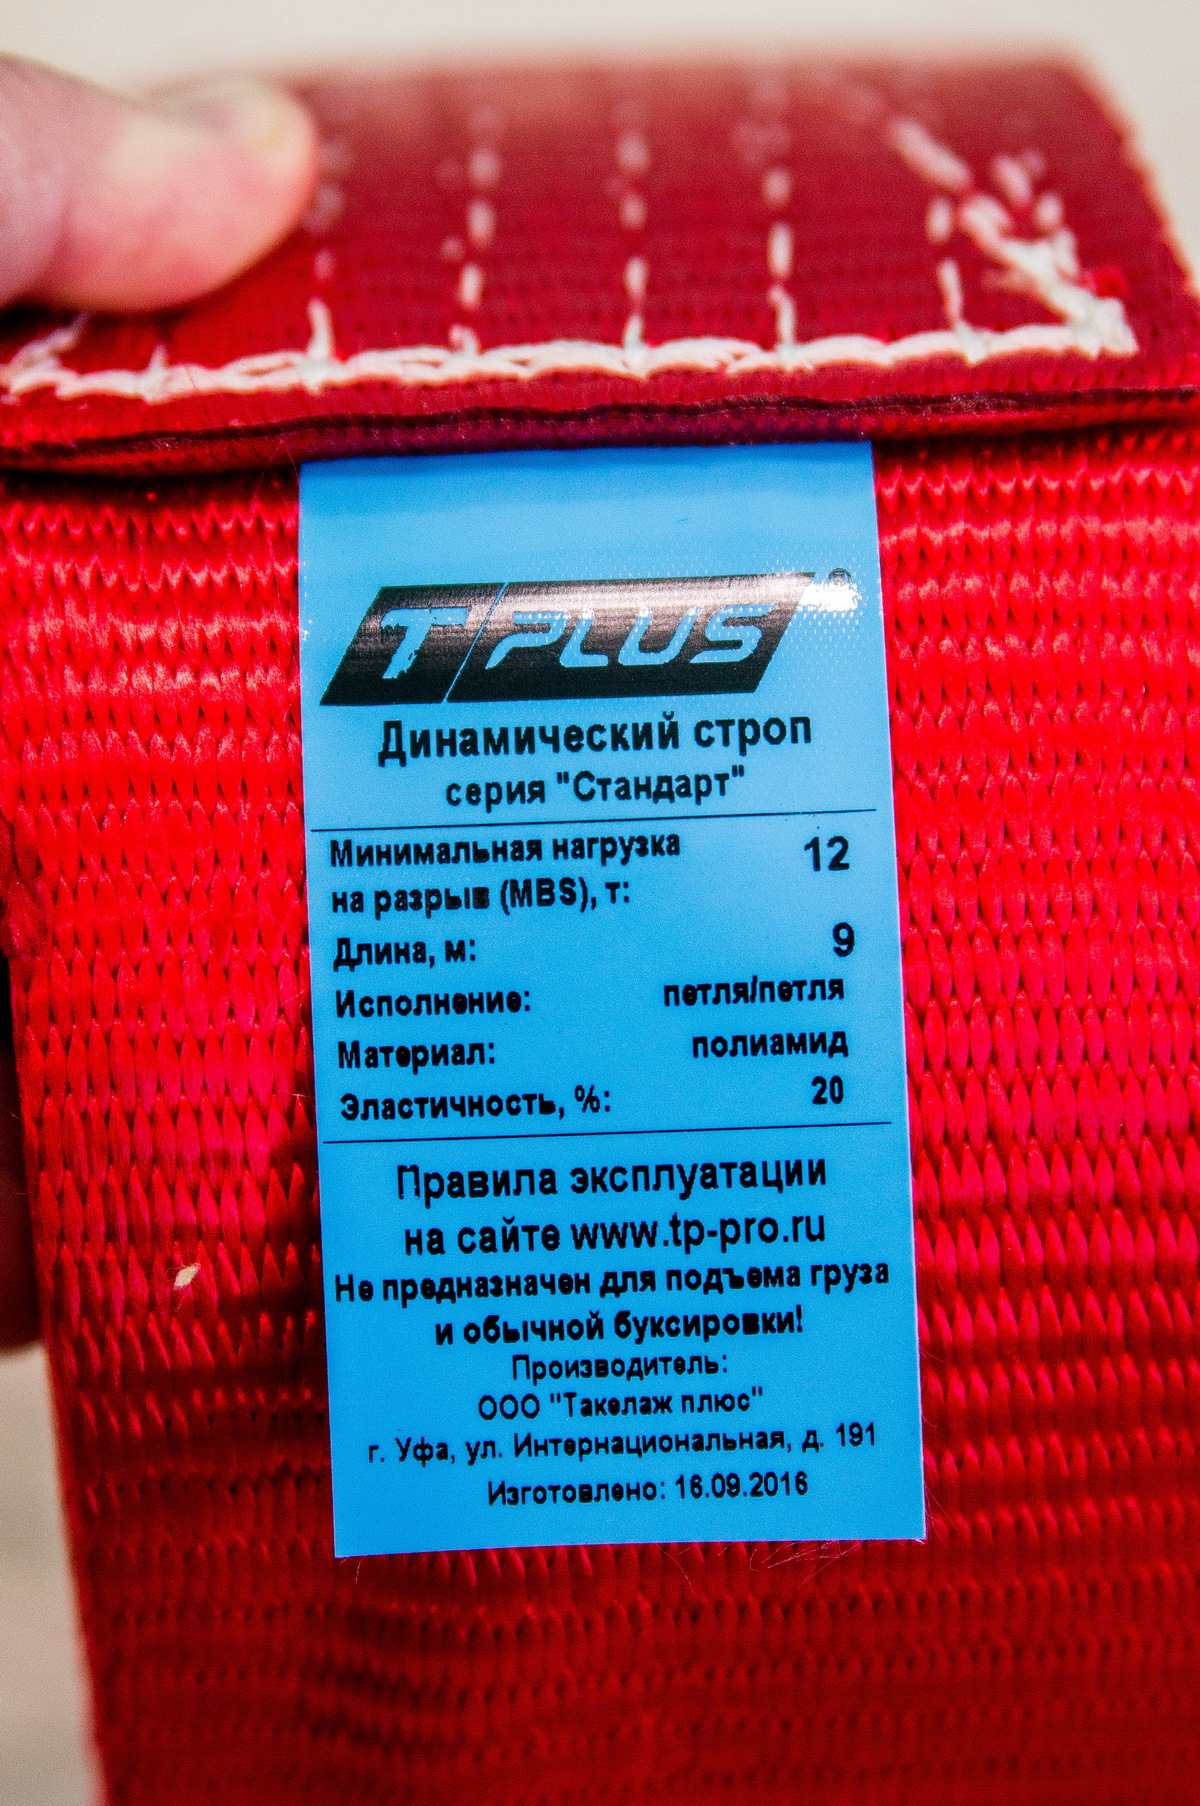 T PLUS®
Динамический строп
серия "Стандарт"
Минимальная нагрузка
на разрыв (MBS), т: 12
Длина, м: 9
Исполнение: петля/петля
Материал: полиамид
Эластичность, %: 20
Правила эксплуатации
на сайте www.tp-pro.ru
Не предназначен для подъема груза
и обычной буксировки!
Производитель:
ООО "Такелаж плюс"
г. Уфа, ул. Интернациональная, д. 191
Изготовлено: 16.09.2016